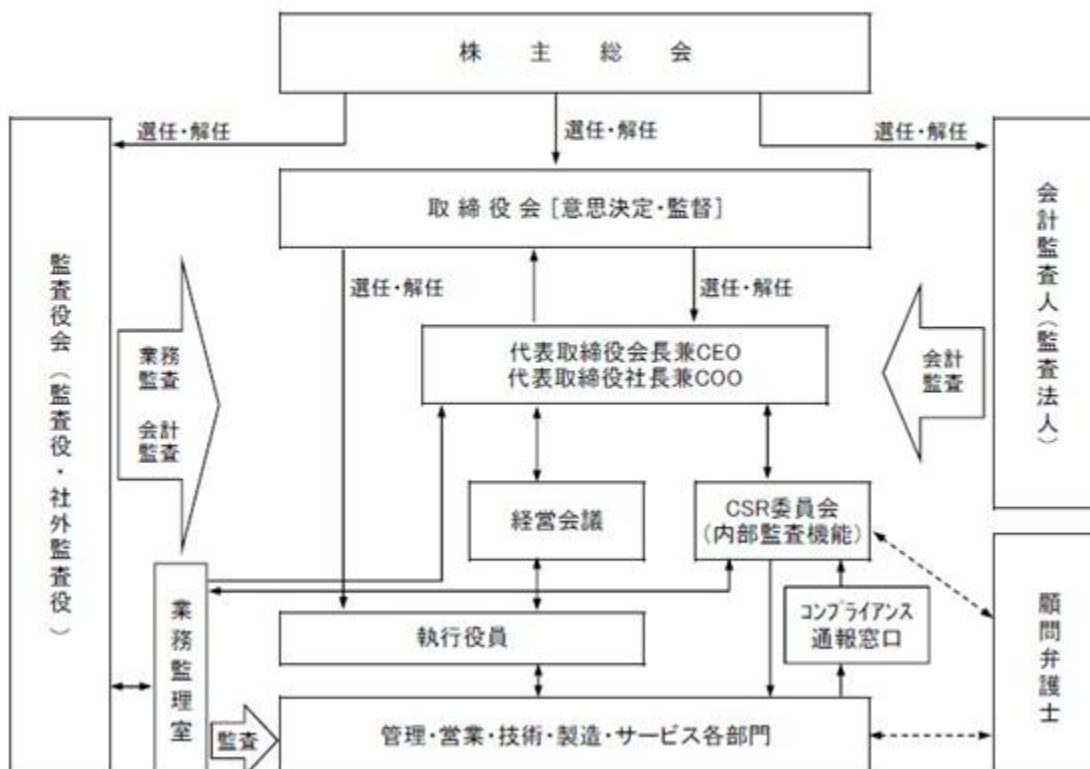 株主総会
選任・解任
選任・解任
選任・解任
取締役会[意思決定・監督]
監査役会(監査役・社外監査役)
会計監査人(監査法人)
選任・解任
選任・解任
代表取締役会長兼CEO
代表取締役社長兼COO
業務
監査
会計
監査
会計
監査
経営会議
CSR委員会
(内部監査機能)
業務監理室
執行役員
コンプライアンス
通報窓口
顧問弁護士
監査
管理・営業・技術・製造・サービス各部門